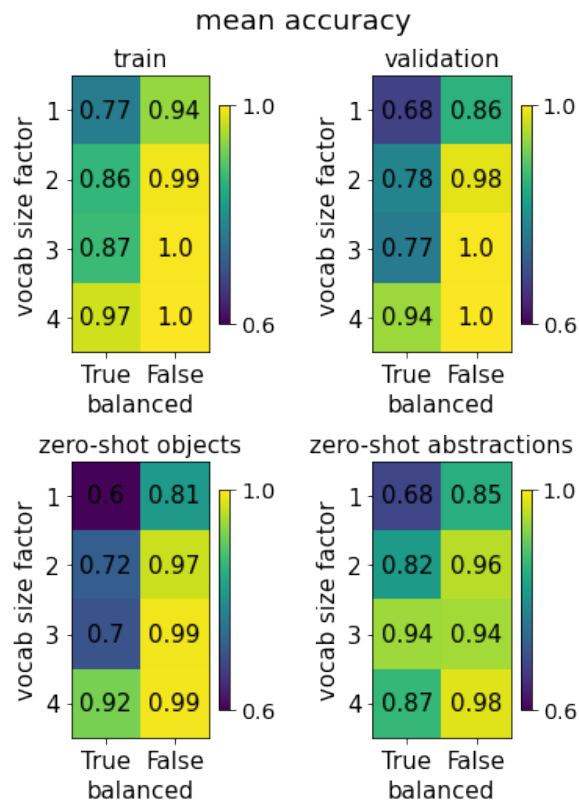 mean accuracy
train
vocab size factor
1 0.77 0.94 1.0
2 0.86 0.99
3 0.87 1.0
4 0.97 1.0 0.6
True False
balanced
validation
vocab size factor
1 0.68 0.86 1.0
2 0.78 0.98
3 0.77 1.0
4 0.94 1.0 0.6
True False
balanced
zero-shot objects
vocab size factor
1 0.6 0.81 1.0
2 0.72 0.97
3 0.7 0.99
4 0.92 0.99 0.6
True False
balanced
zero-shot abstractions
vocab size factor
1 0.68 0.85 1.0
2 0.82 0.96
3 0.94 0.94
4 0.87 0.98 0.6
True False
balanced